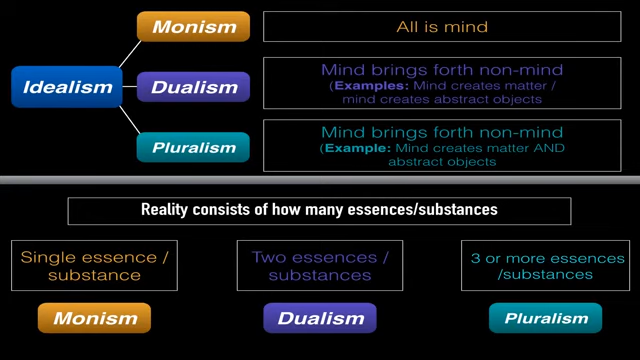 Monism
All is mind
Idealism
Dualism
Mind brings forth non-mind
(Examples: Mind creates matter /
mind creates abstract objects
Pluralism
Mind brings forth non-mind
(Example: Mind creates matter AND
abstract objects
Reality consists of how many essences/substances
Single essence /
substance
Two essences /
substances
3 or more essences
/substances
Monism
Dualism
Pluralism